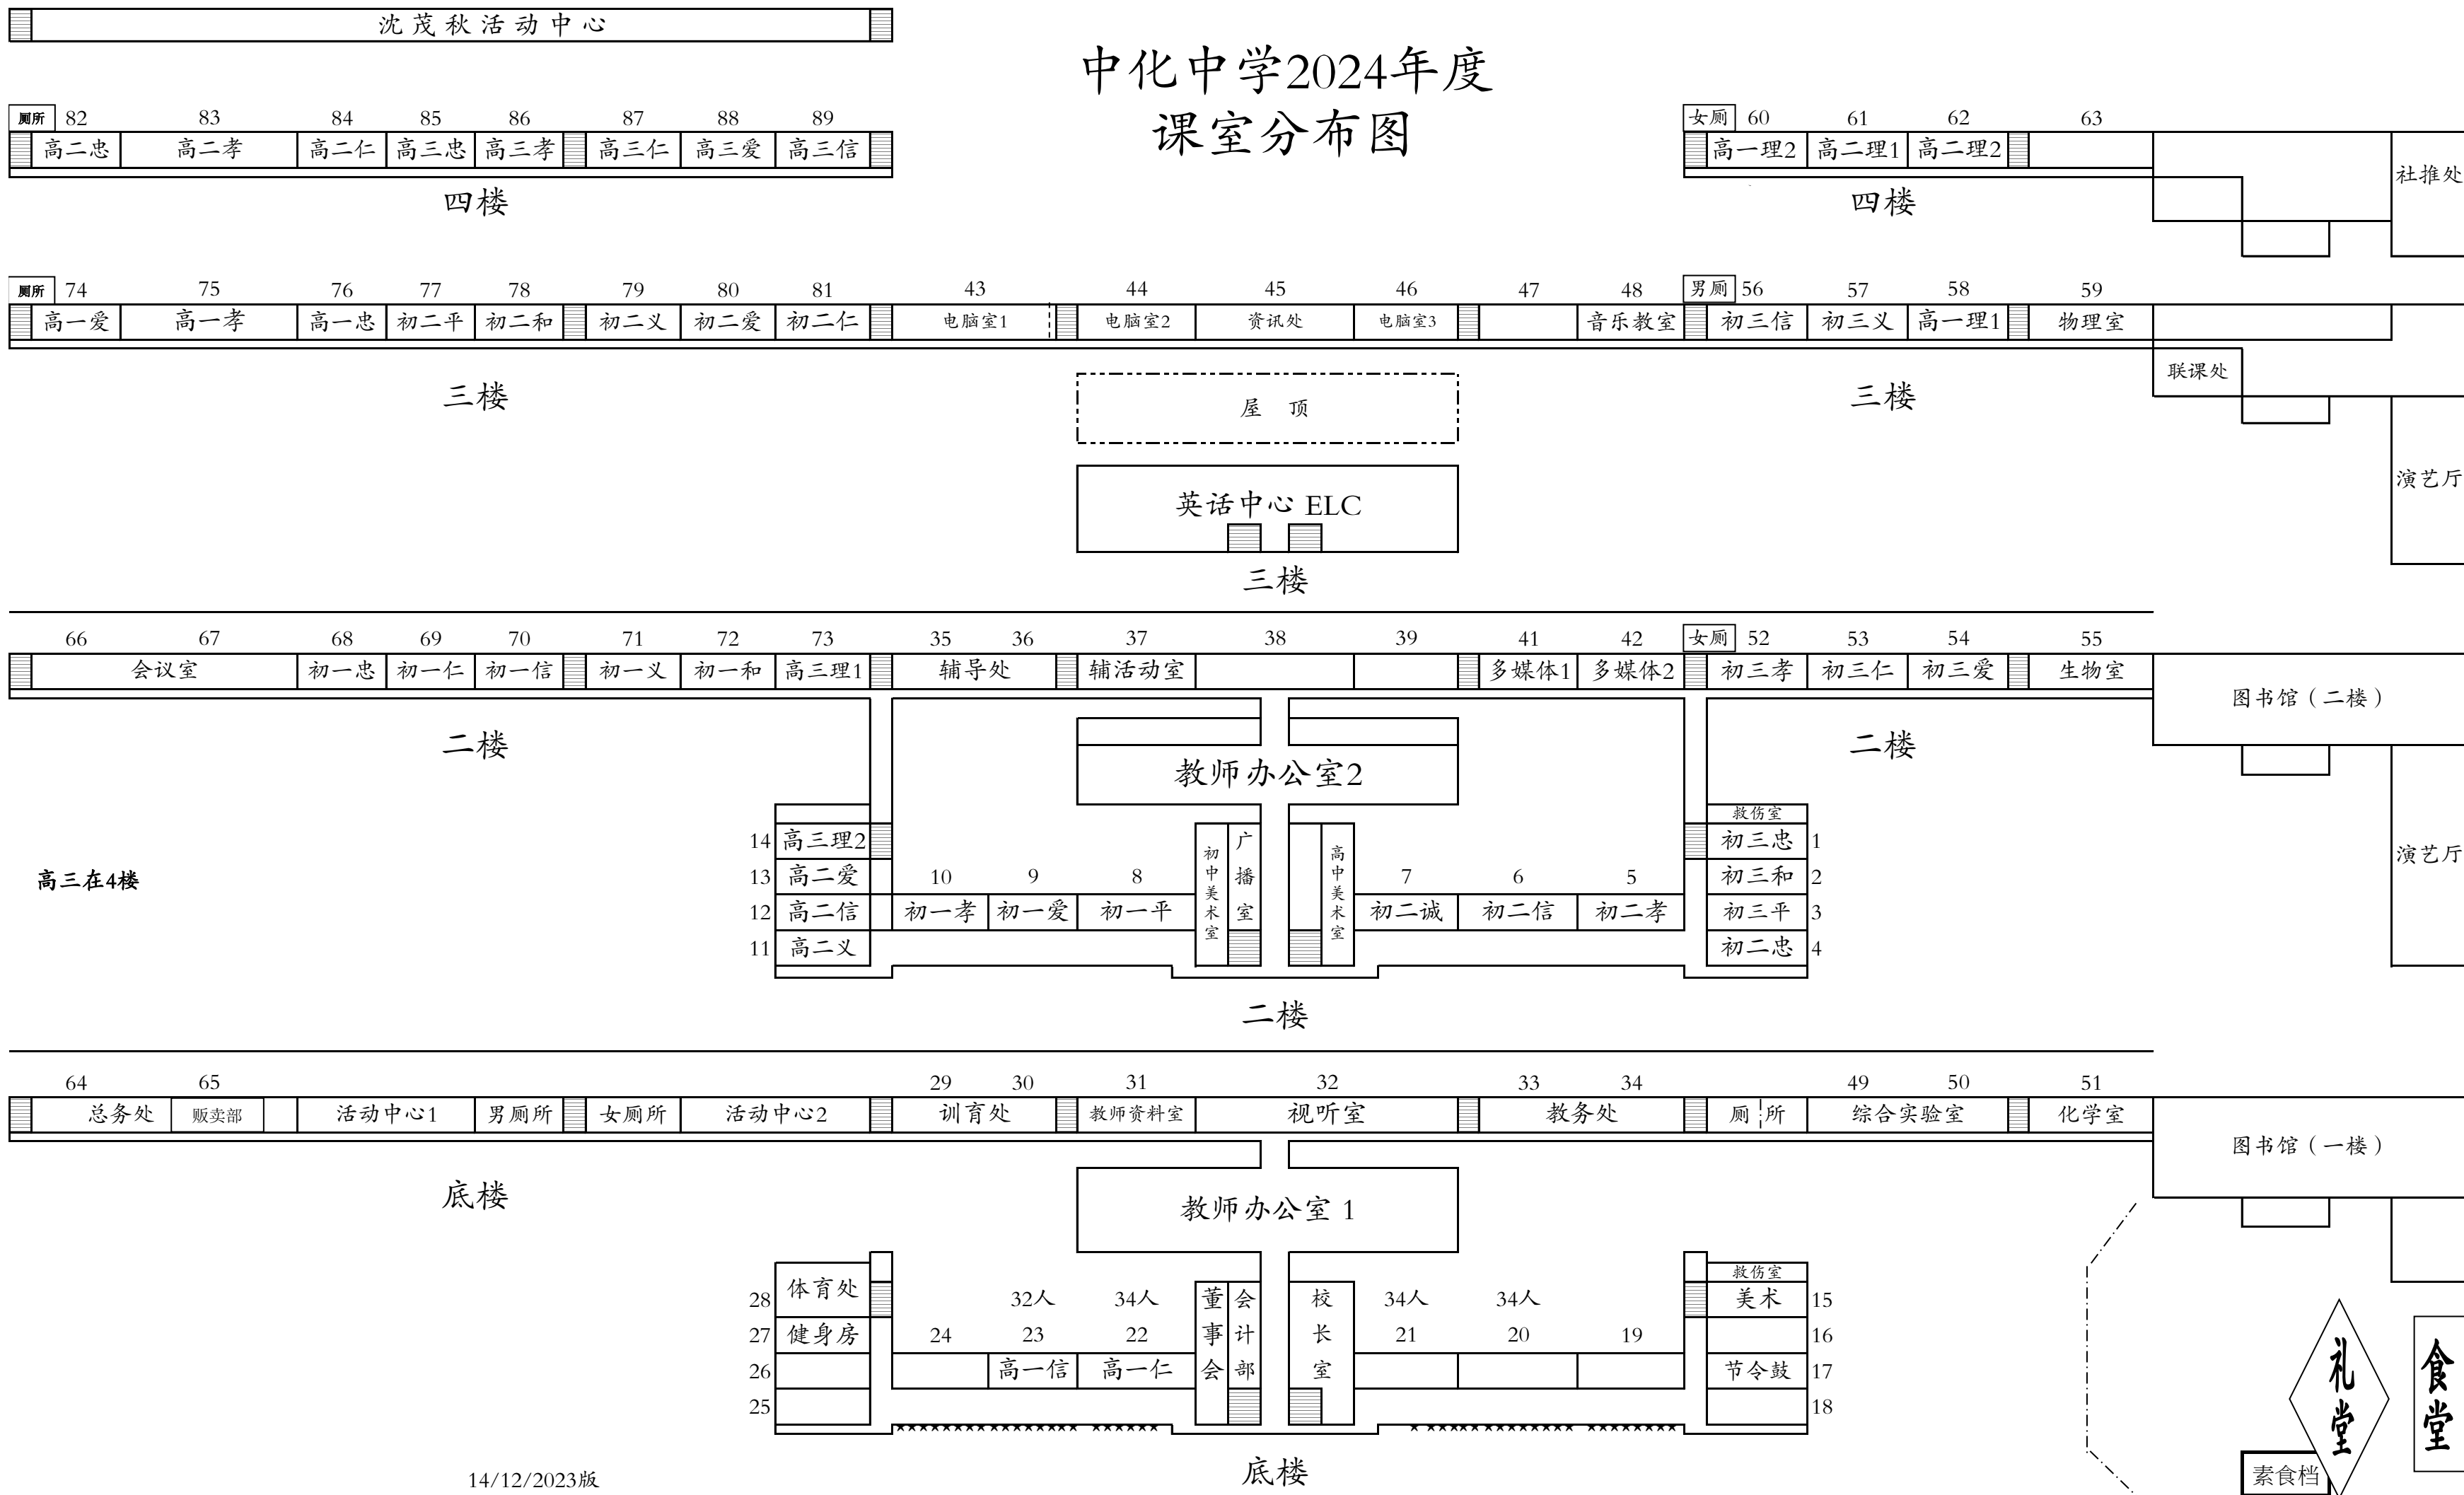 沈茂秋活动中心
中化中学2024年度
课室分布图
厕所 82 83 84 85 86 87 88 89
高二忠 高二孝 高二仁 高三忠 高三孝 高三仁 高三爱 高三信
四楼
女厕 60 61 62 63
高一理2 高二理1 高二理2
社推处
四楼
厕所 74 75 76 77 78 79 80 81 43 44 45 46 47 48 男厕 56 57 58 59
高一爱 高一孝 高一忠 初二平 初二和 初二义 初二爱 初二仁 电脑室1 电脑室2 资讯处 电脑室3 音乐教室 初三信 初三义 高一理1 物理室
联课处
三楼 屋 顶 三楼
演艺厅
英话中心 ELC
三楼
66 67 68 69 70 71 72 73 35 36 37 38 39 41 42 女厕 52 53 54 55
会议室 初一忠 初一仁 初一信 初一义 初一和 高三理1 辅导处 辅活动室 多媒体1 多媒体2 初三孝 初三仁 初三爱 生物室
图书馆（二楼）
二楼 二楼
教师办公室2
救伤室
14 高三理2 初三忠 1
13 高二爱 初三和 2
12 高二信 初三平 3
11 高二义 初二忠 4
10 9 8 7 6 5
初一孝 初一爱 初一平 初二诚 初二信 初二孝
初中美术室
广播室
高中美术室
演艺厅
高三在4楼
二楼
64 65 29 30 31 32 33 34 49 50 51
总务处 贩卖部 活动中心1 男厕所 女厕所 活动中心2 训育处 教师资料室 视听室 教务处 厕所 综合实验室 化学室
图书馆（一楼）
底楼
教师办公室 1
救伤室
28 体育处 美术 15
27 健身房 16
26 节令鼓 17
25 18
32人 34人 34人 34人
24 23 22 21 20 19
高一信 高一仁
董事会
会计部
校长室
礼堂
食堂
素食档
底楼
14/12/2023版